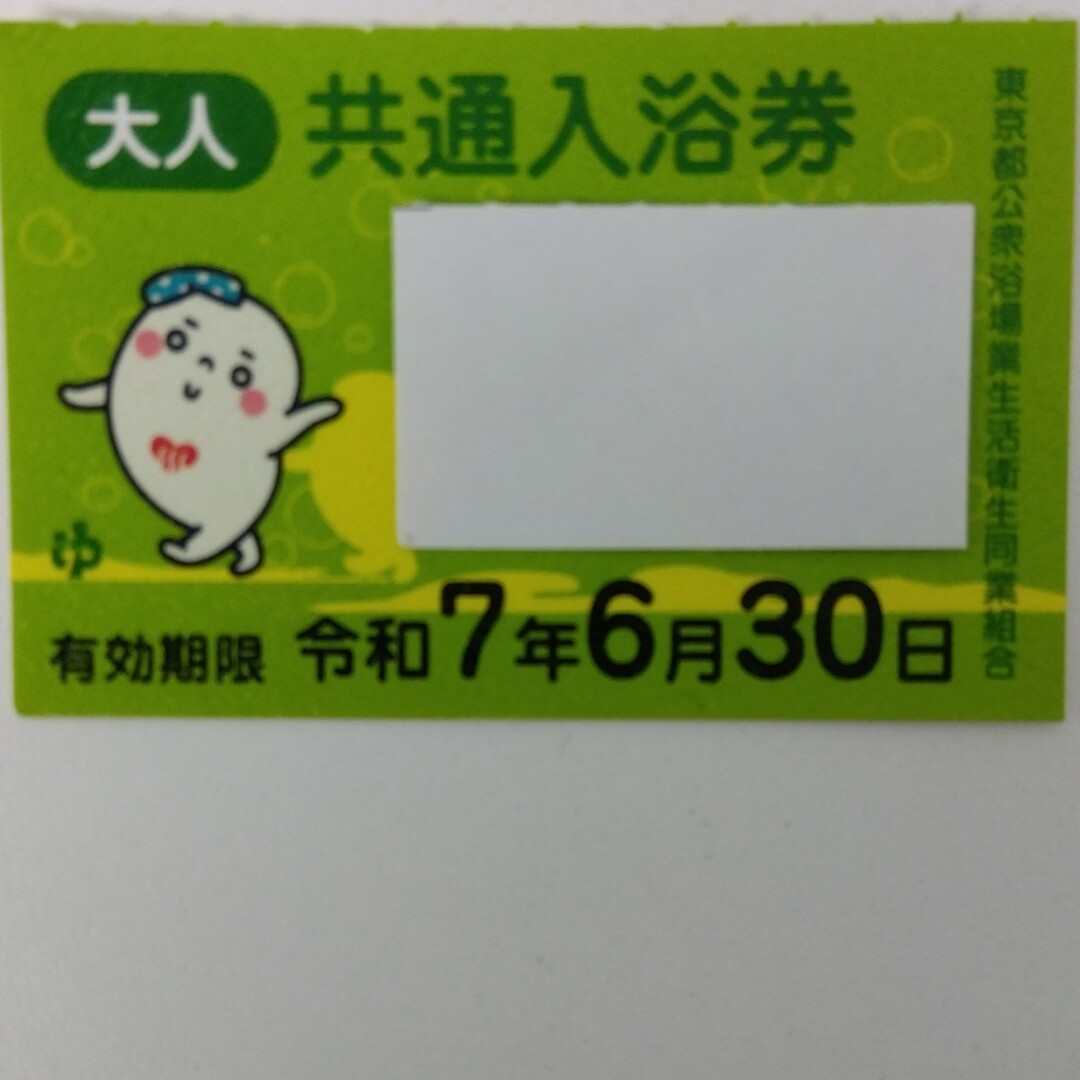 大人 共通入浴券
東京都公衆浴場業生活衛生同業組合
ゆ
有効期限 令和7年6月30日